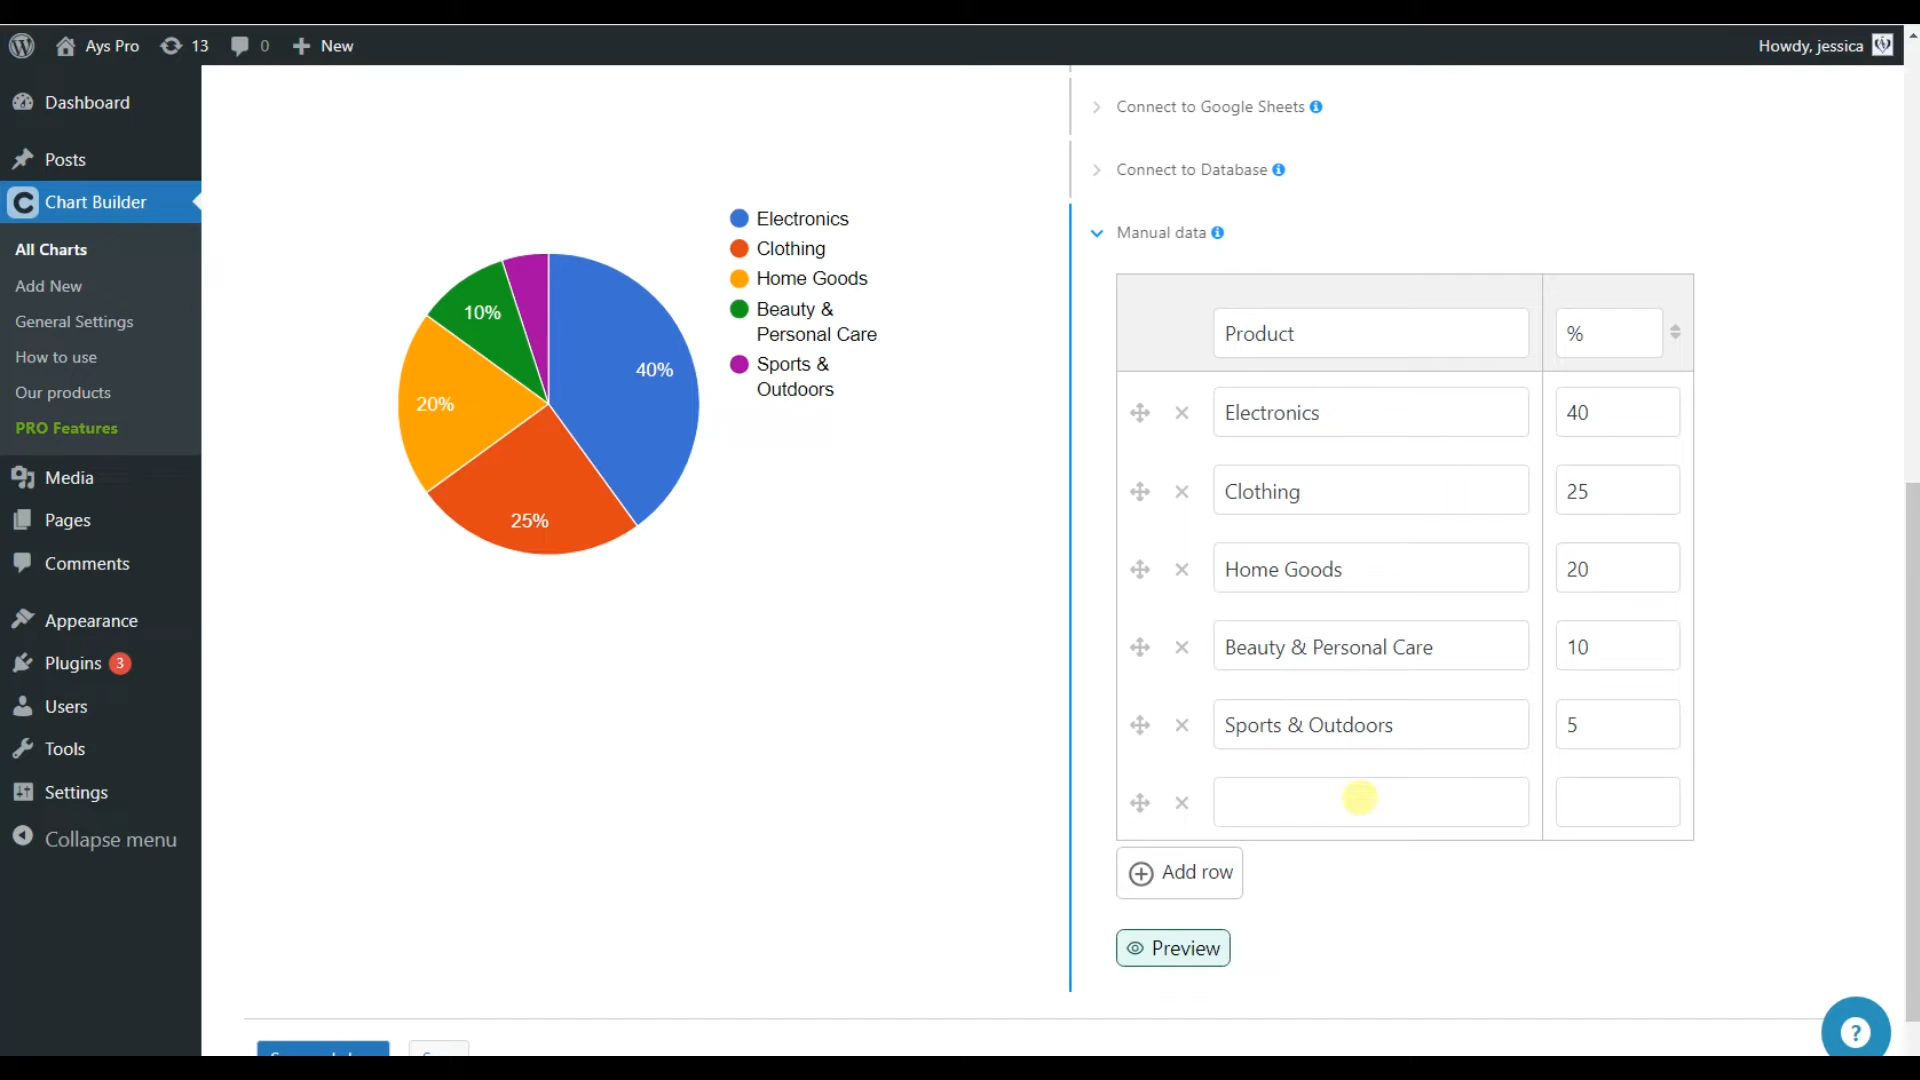 Ays Pro
13
0
New
Howdy, jessica
Dashboard
Posts
Chart Builder
All Charts
Add New
General Settings
How to use
Our products
PRO Features
Media
Pages
Comments
Appearance
Plugins 3
Users
Tools
Settings
Collapse menu
Electronics
Clothing
Home Goods
Beauty &
Personal Care
Sports &
Outdoors
10%
40%
20%
25%
Connect to Google Sheets
Connect to Database
Manual data
Product %
Electronics 40
Clothing 25
Home Goods 20
Beauty & Personal Care 10
Sports & Outdoors 5
Add row
Preview
?